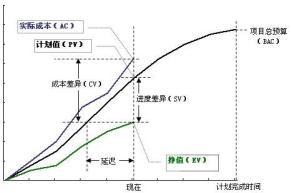 实际成本（AC）
计划值（PV）
项目总预算
（BAC）
成本差异（CV）
进度差异（SV）
延迟
挣值（EV）
现在
计划完成时间